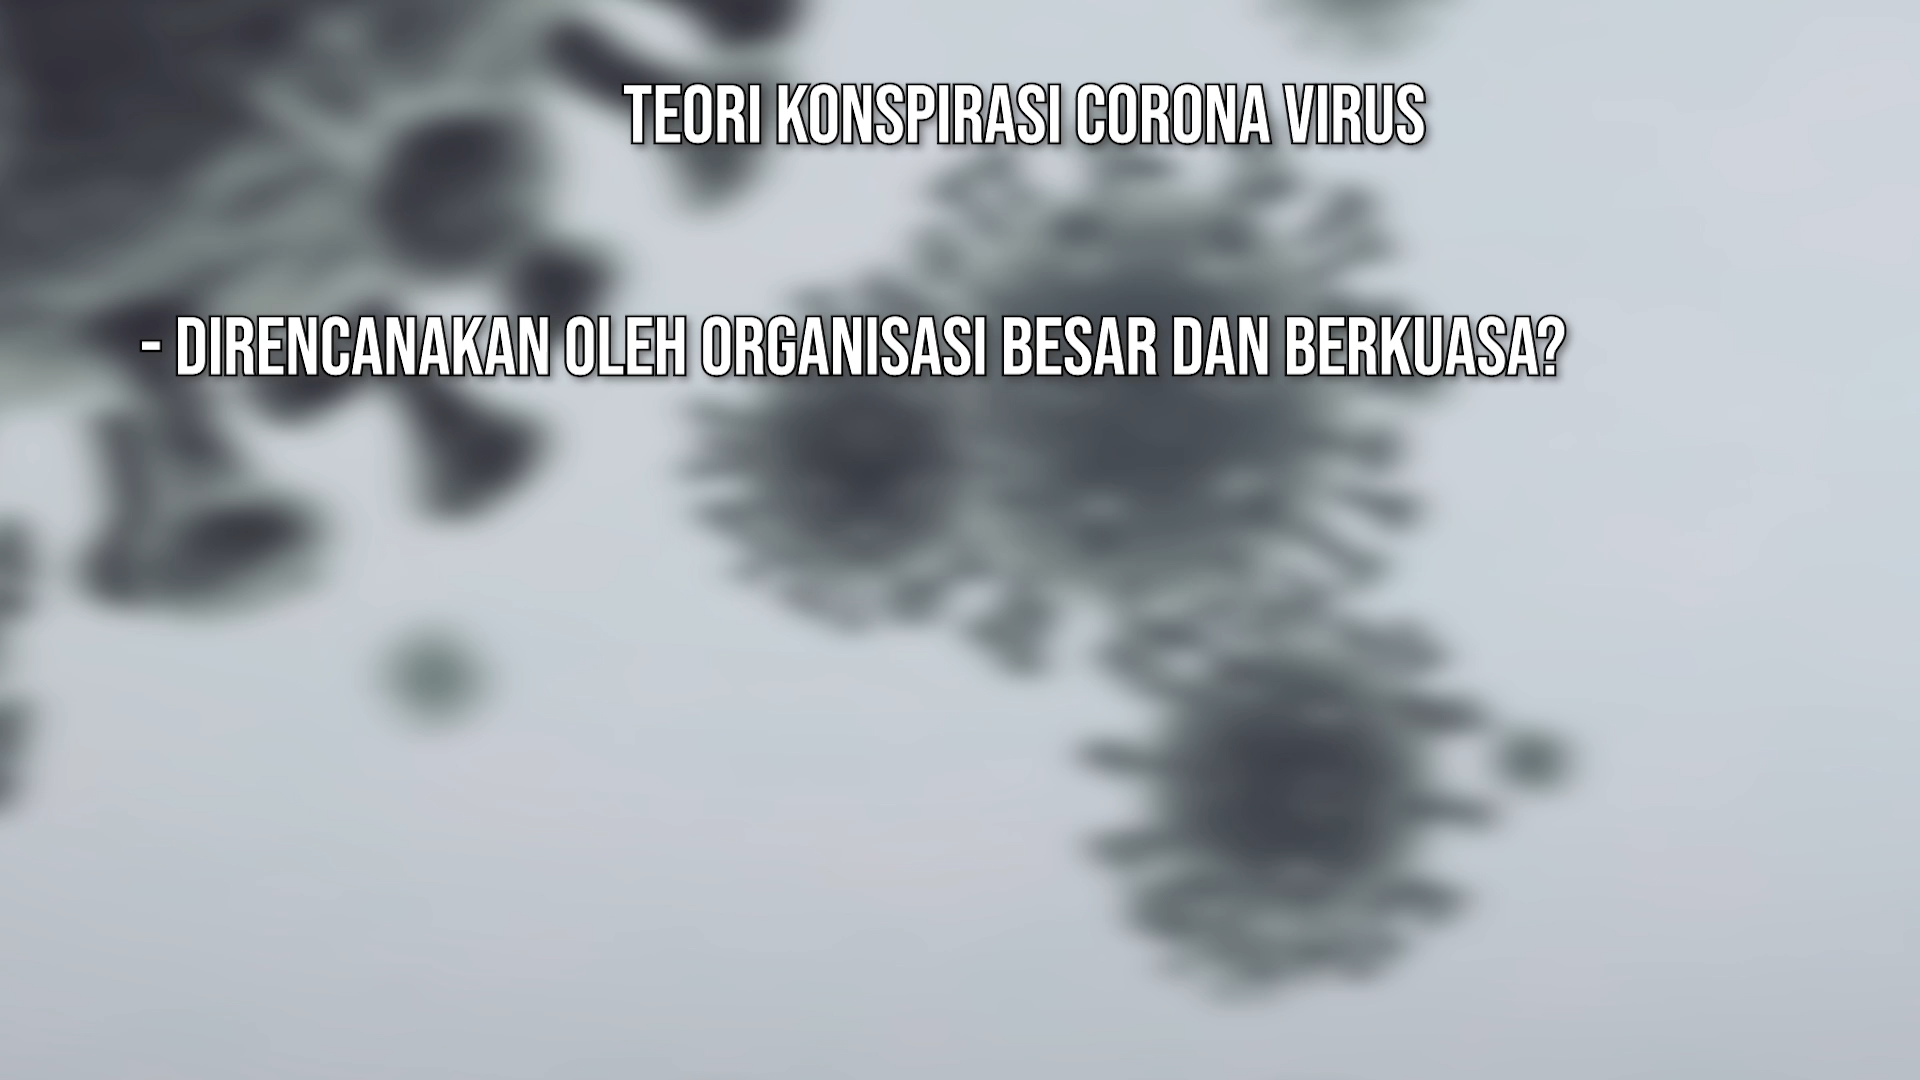 TEORI KONSPIRASI CORONA VIRUS
- DIRENCANAKAN OLEH ORGANISASI BESAR DAN BERKUASA?